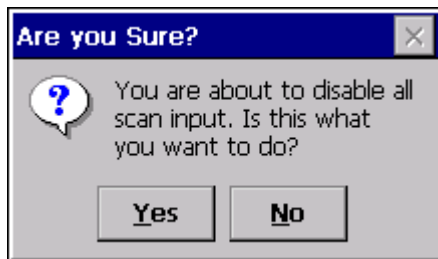 Are you Sure?
You are about to disable all
scan input. Is this what
you want to do?
Yes
No